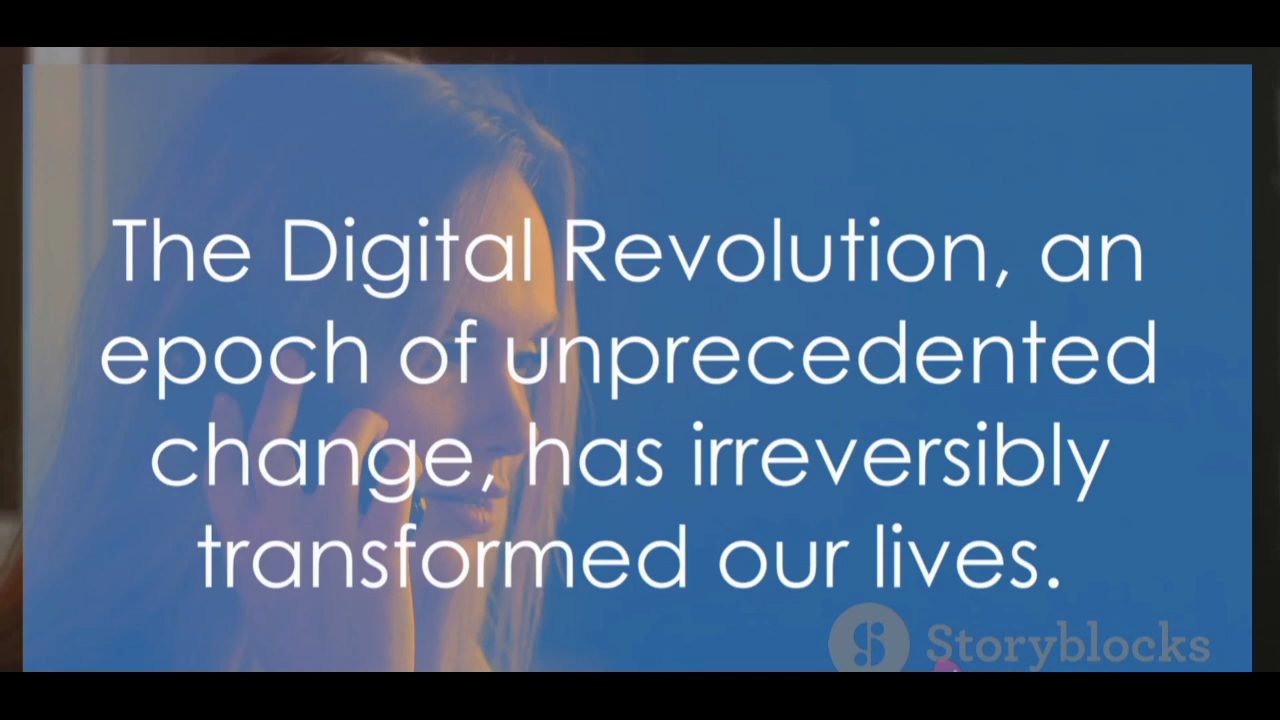 The Digital Revolution, an
epoch of unprecedented
change, has irreversibly
transformed our lives.
Storyblocks